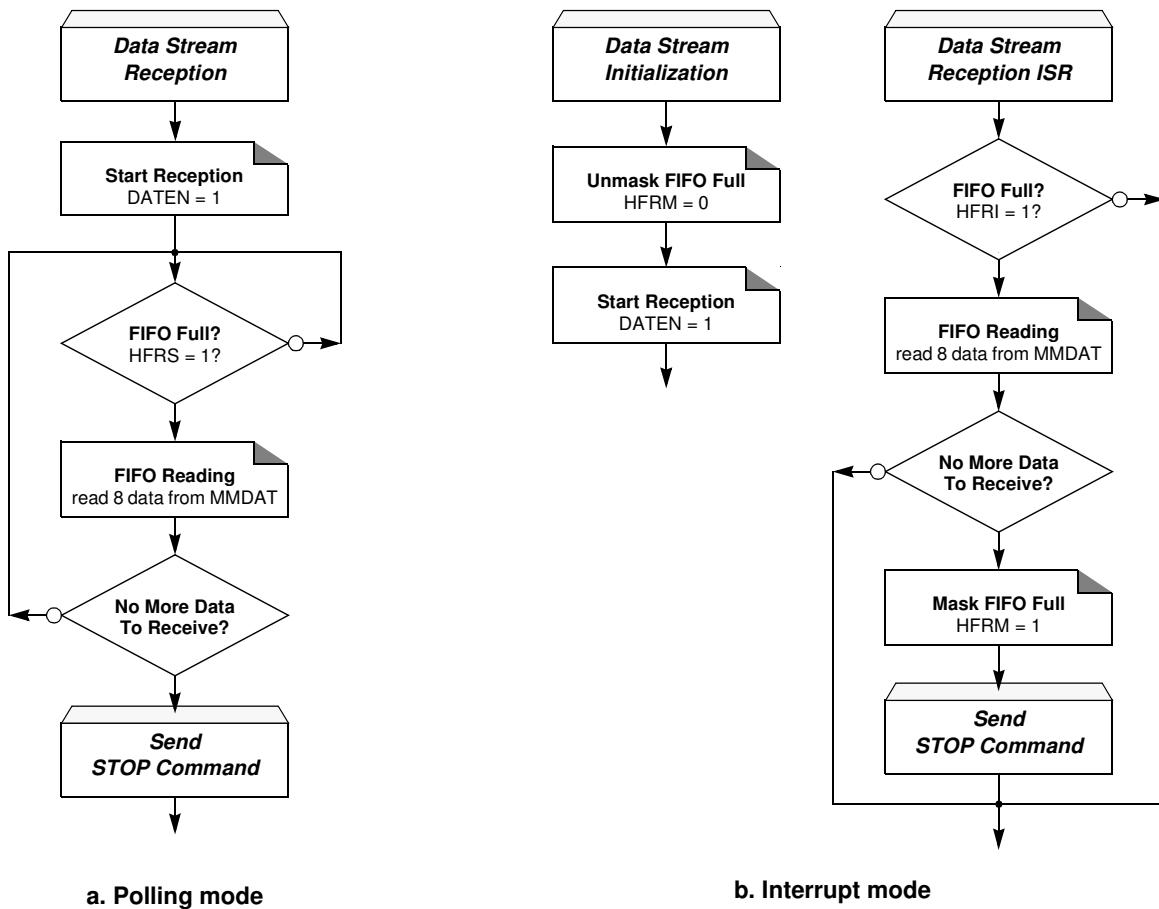 Data Stream
Reception
Start Reception
DATEN = 1
FIFO Full?
HFRS = 1?
FIFO Reading
read 8 data from MMDAT
No More Data
To Receive?
Send
STOP Command
a. Polling mode
Data Stream
Initialization
Unmask FIFO Full
HFRM = 0
Start Reception
DATEN = 1
Data Stream
Reception ISR
FIFO Full?
HFRI = 1?
FIFO Reading
read 8 data from MMDAT
No More Data
To Receive?
Mask FIFO Full
HFRM = 1
Send
STOP Command
b. Interrupt mode